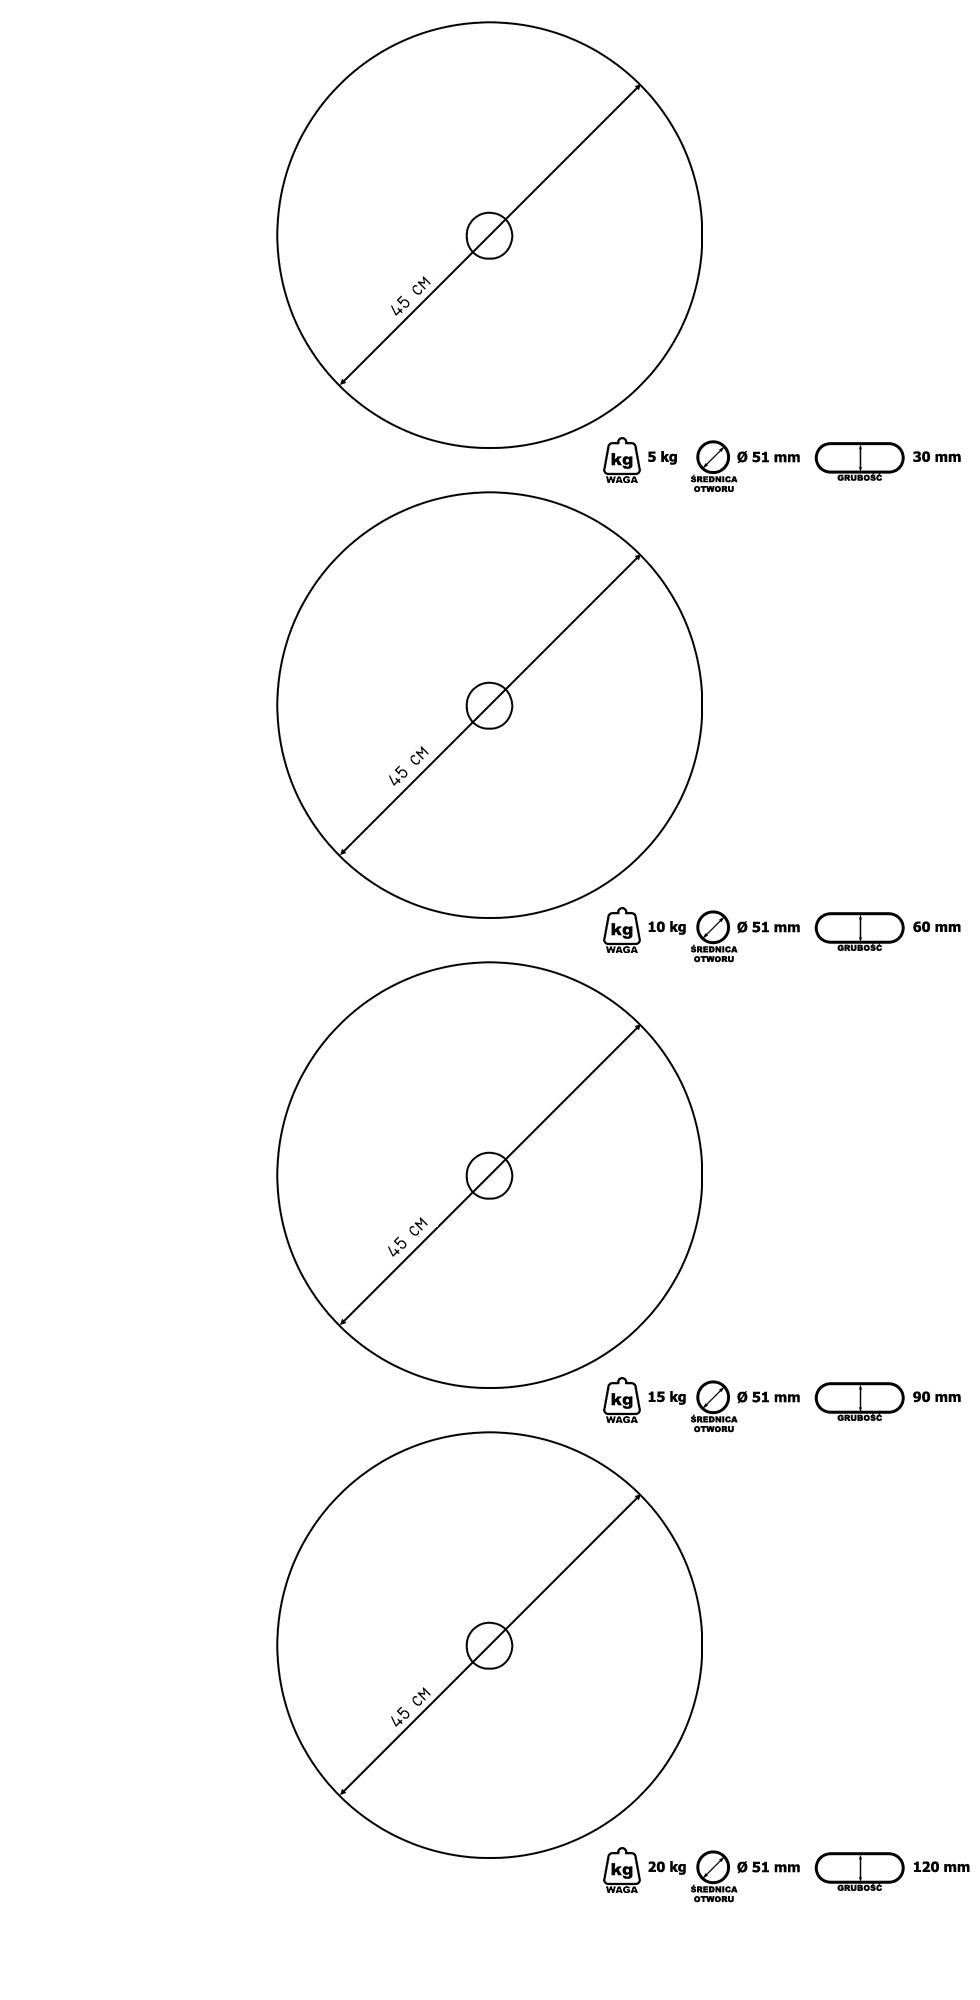 45 CM
kg 5 kg Ø 51 mm 30 mm
WAGA ŚREDNICA GRUBOŚĆ
OTWORU
45 CM
kg 10 kg Ø 51 mm 60 mm
WAGA ŚREDNICA GRUBOŚĆ
OTWORU
45 CM
kg 15 kg Ø 51 mm 90 mm
WAGA ŚREDNICA GRUBOŚĆ
OTWORU
45 CM
kg 20 kg Ø 51 mm 120 mm
WAGA ŚREDNICA GRUBOŚĆ
OTWORU